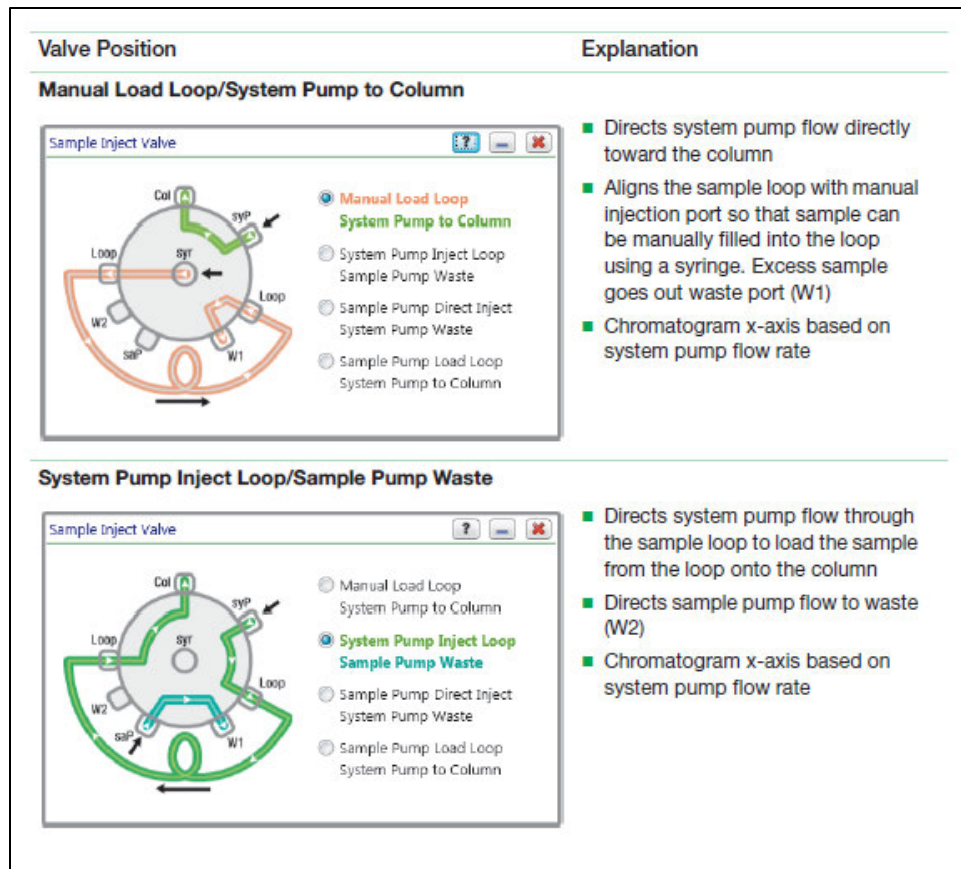 Valve Position
Explanation
Manual Load Loop/System Pump to Column
Sample Inject Valve
?
Col
syP
Loop
syr
Loop
W2
saP
W1
Manual Load Loop
System Pump to Column
System Pump Inject Loop
Sample Pump Waste
Sample Pump Direct Inject
System Pump Waste
Sample Pump Load Loop
System Pump to Column
■ Directs system pump flow directly
toward the column
■ Aligns the sample loop with manual
injection port so that sample can
be manually filled into the loop
using a syringe. Excess sample
goes out waste port (W1)
■ Chromatogram x-axis based on
system pump flow rate
System Pump Inject Loop/Sample Pump Waste
Sample Inject Valve
?
Col
syP
Loop
syr
Loop
W2
saP
W1
Manual Load Loop
System Pump to Column
System Pump Inject Loop
Sample Pump Waste
Sample Pump Direct Inject
System Pump Waste
Sample Pump Load Loop
System Pump to Column
■ Directs system pump flow through
the sample loop to load the sample
from the loop onto the column
■ Directs sample pump flow to waste
(W2)
■ Chromatogram x-axis based on
system pump flow rate